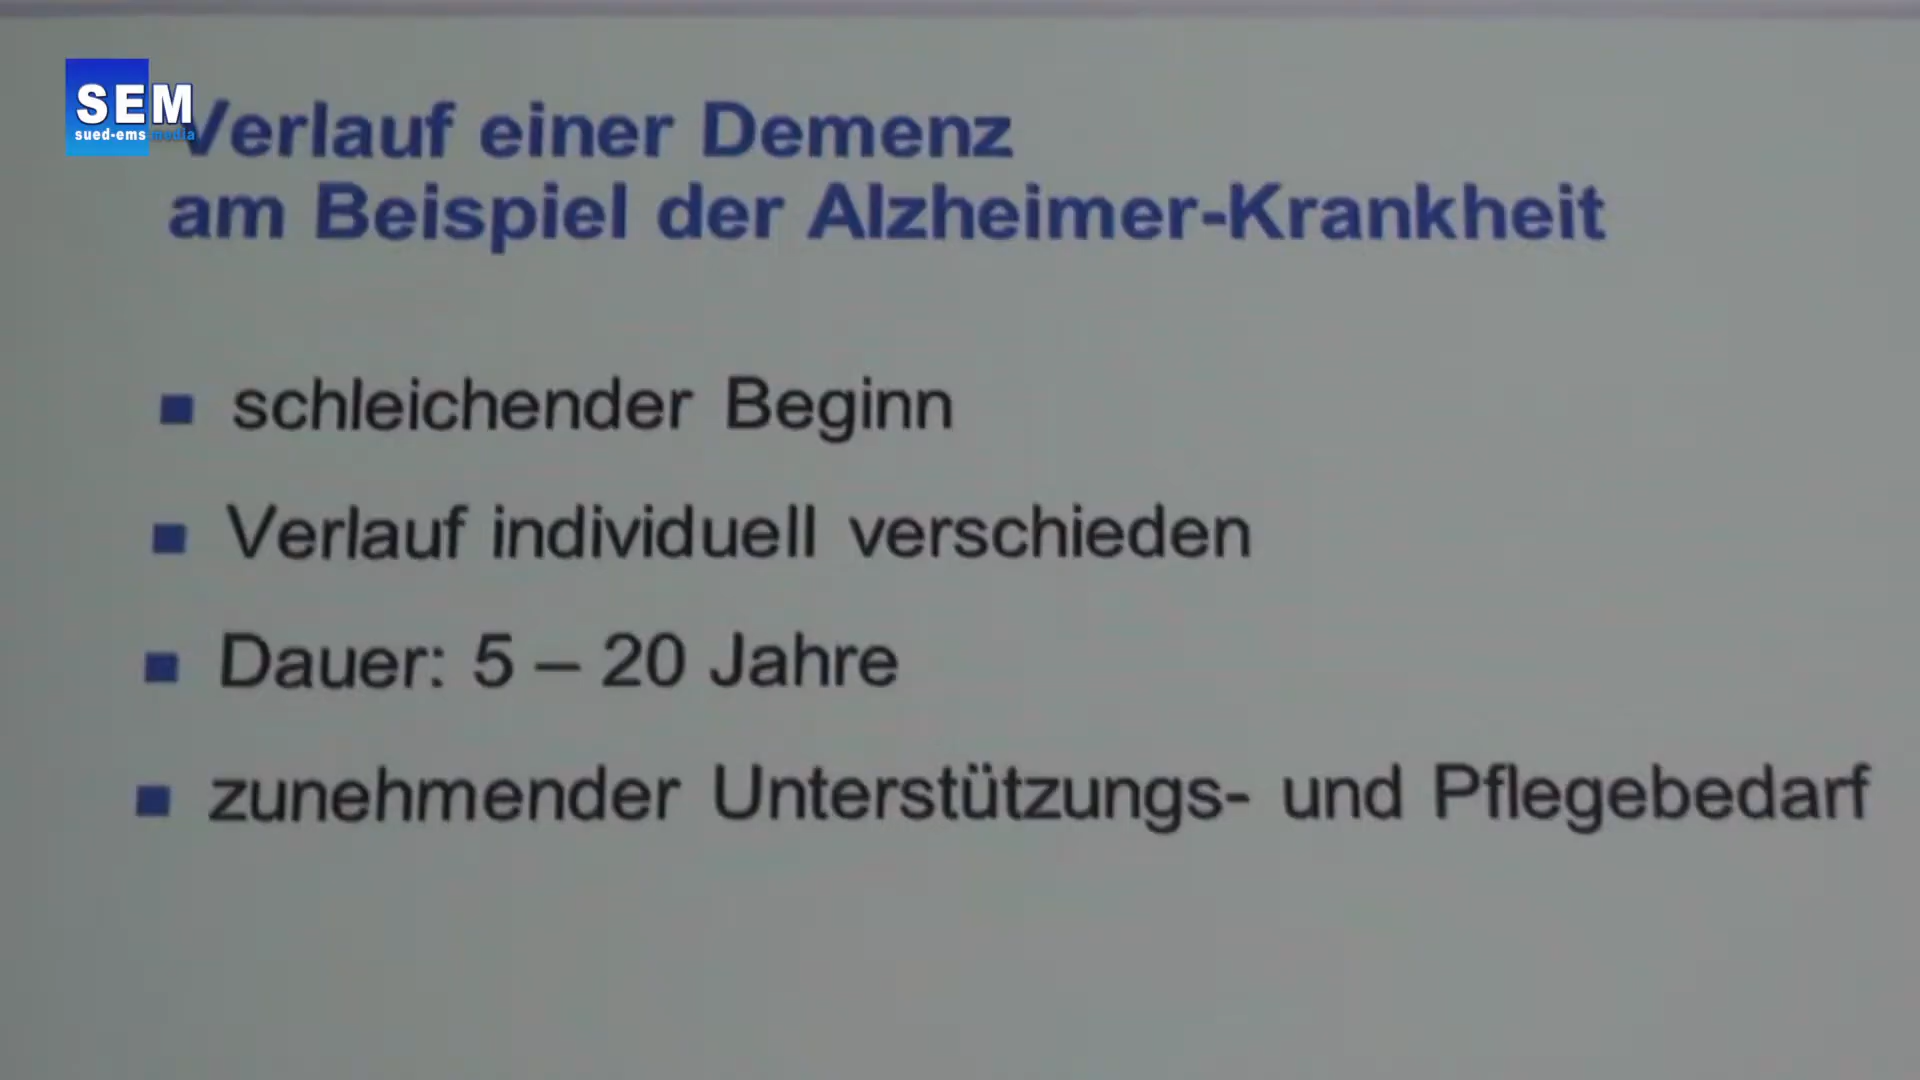 SEM
sued-ems-media
Verlauf einer Demenz
am Beispiel der Alzheimer-Krankheit
schleichender Beginn
Verlauf individuell verschieden
Dauer: 5 – 20 Jahre
zunehmender Unterstützungs- und Pflegebedarf